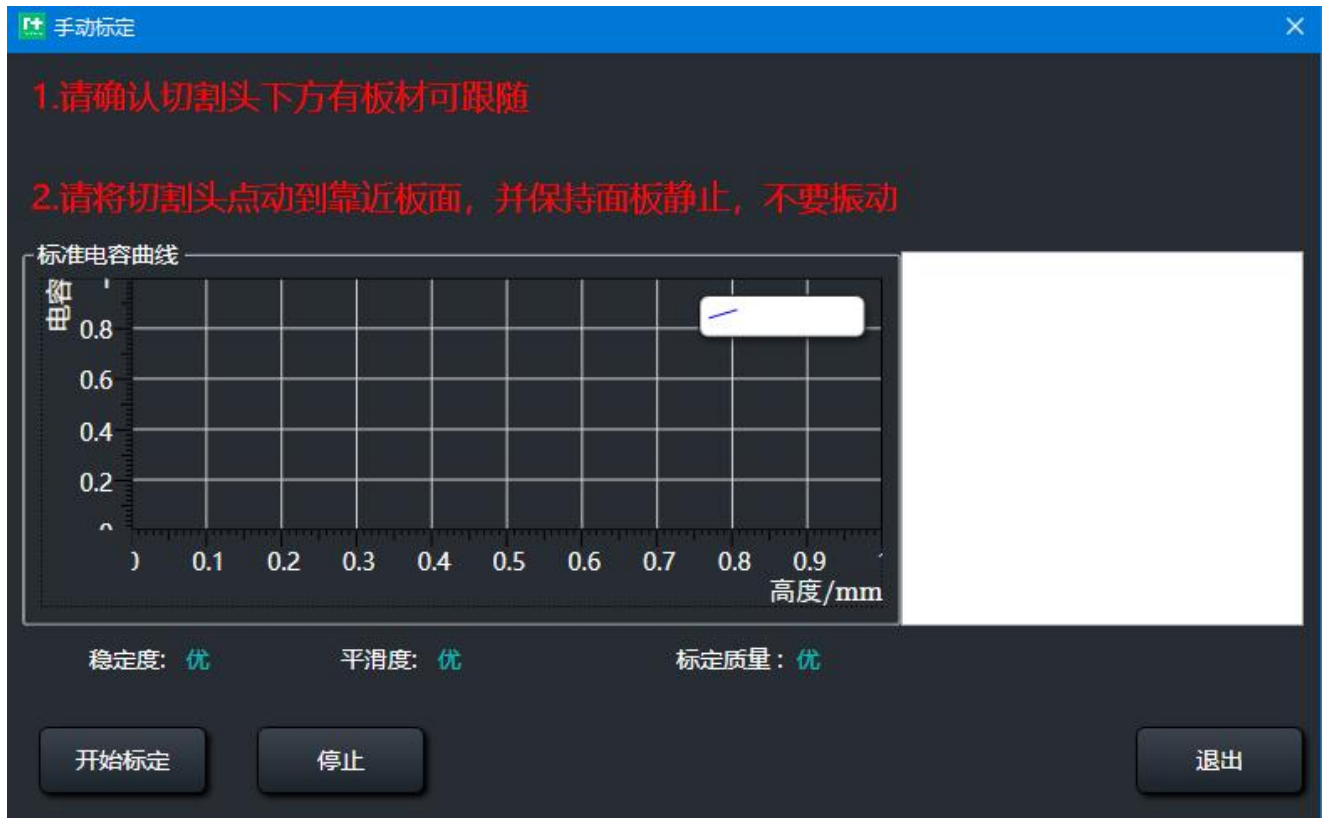 手动标定
1.请确认切割头下方有板材可跟随
2.请将切割头点动到靠近板面，并保持面板静止，不要振动
标准电容曲线
电容
0.8
0.6
0.4
0.2
0.1 0.2 0.3 0.4 0.5 0.6 0.7 0.8 0.9
高度/mm
稳定度: 优 平滑度: 优 标定质量: 优
开始标定 停止 退出